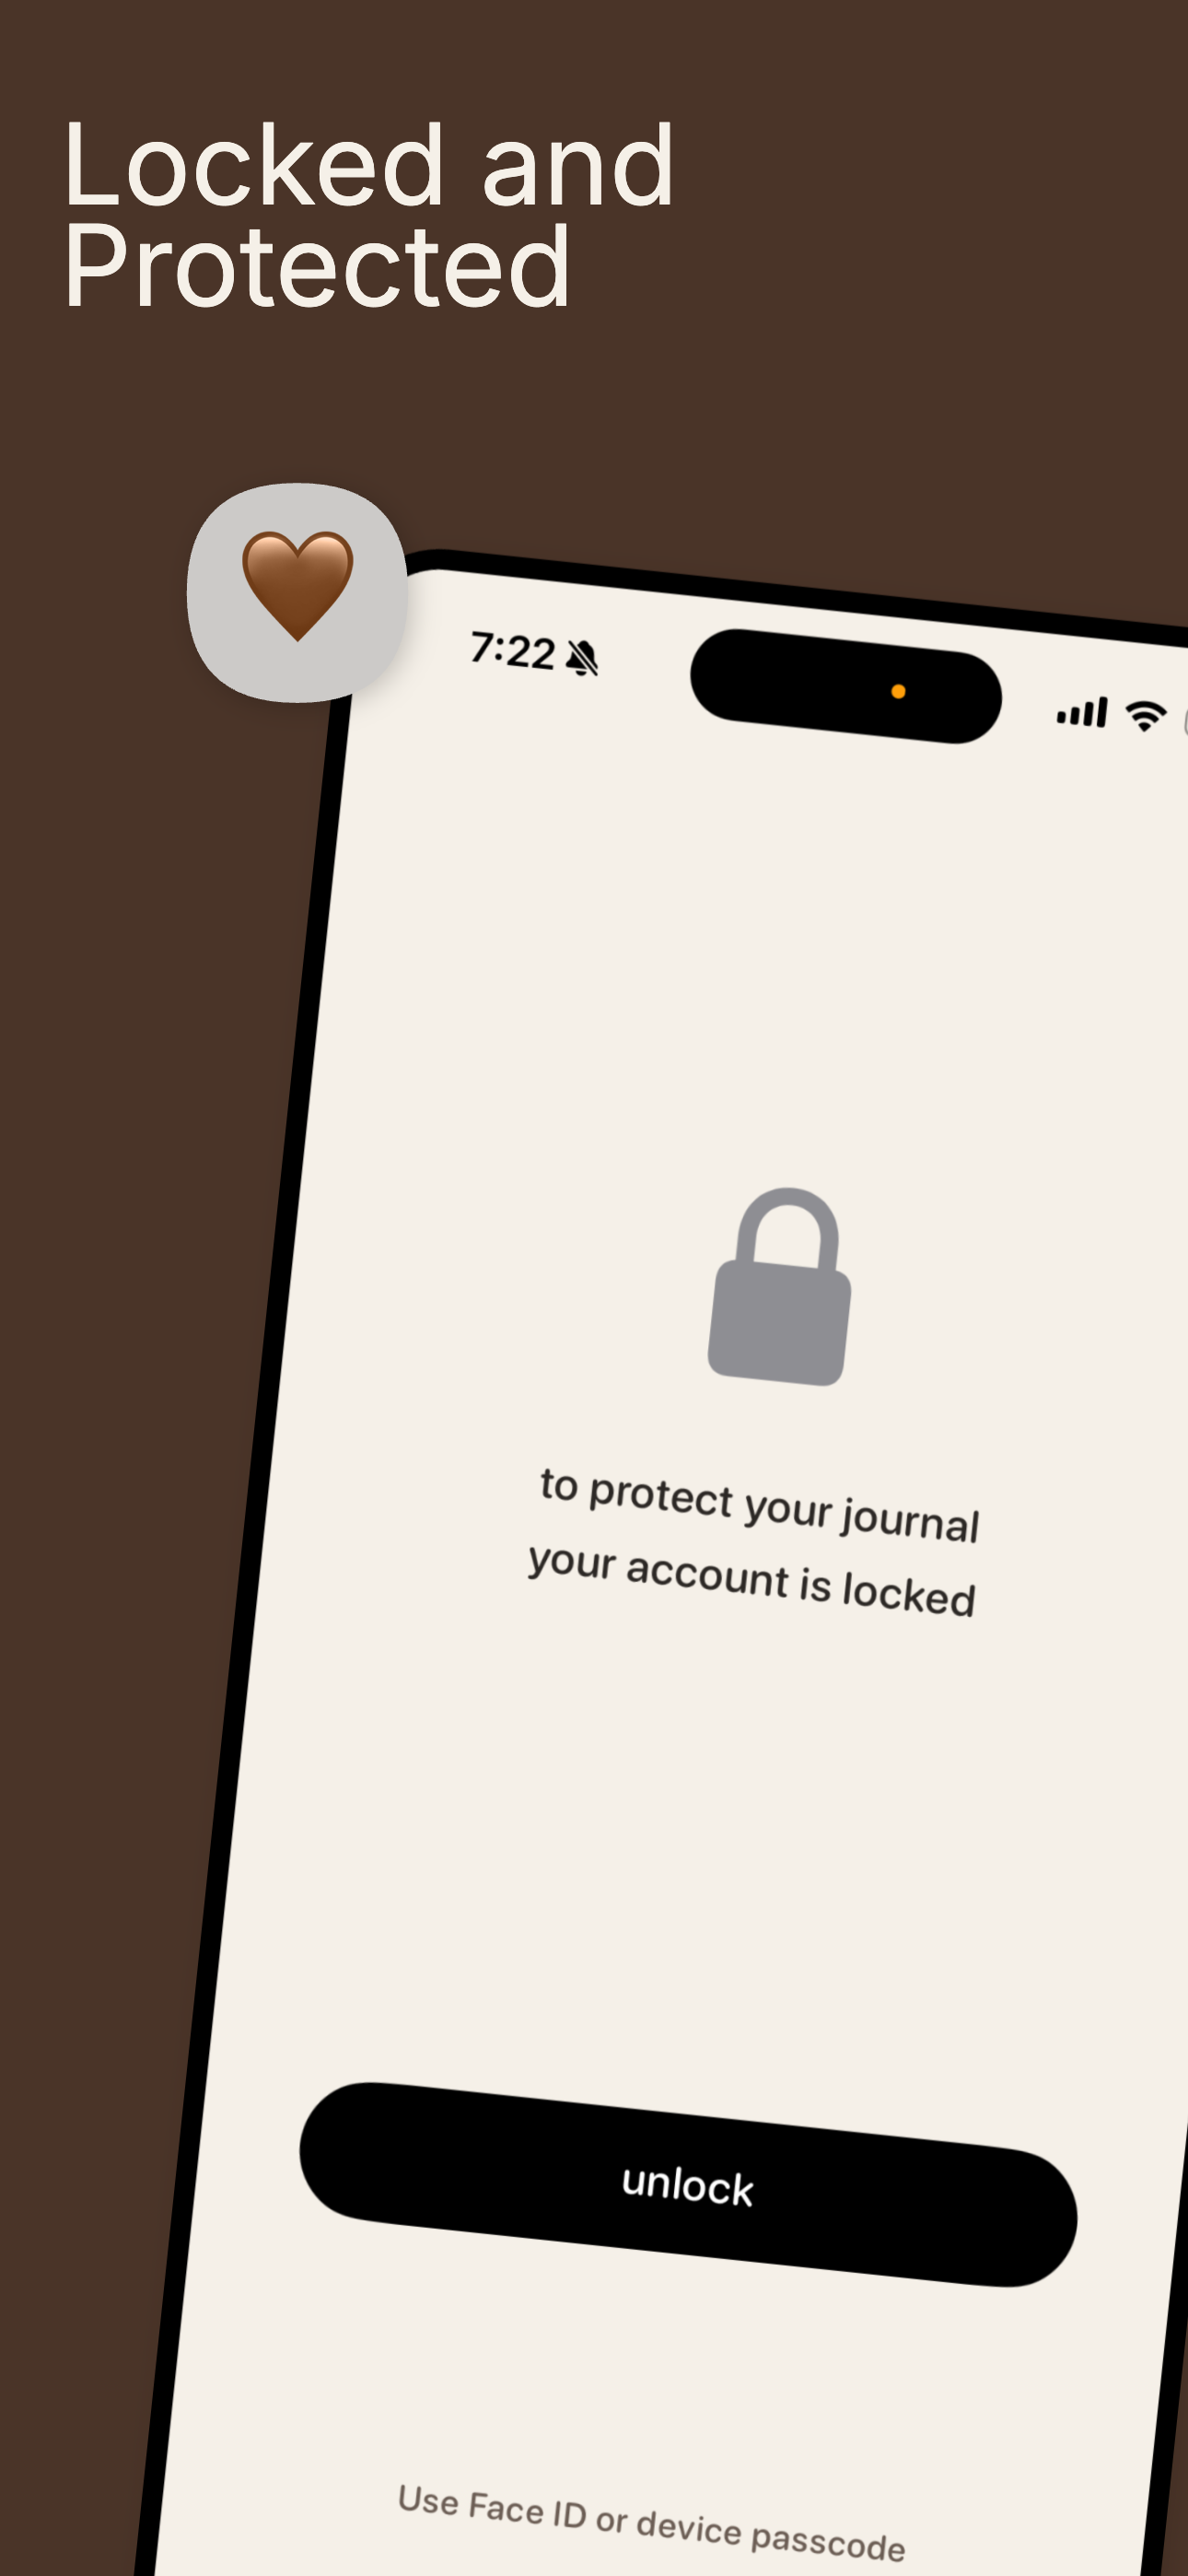 Locked and
Protected
7:22
to protect your journal
your account is locked
unlock
Use Face ID or device passcode